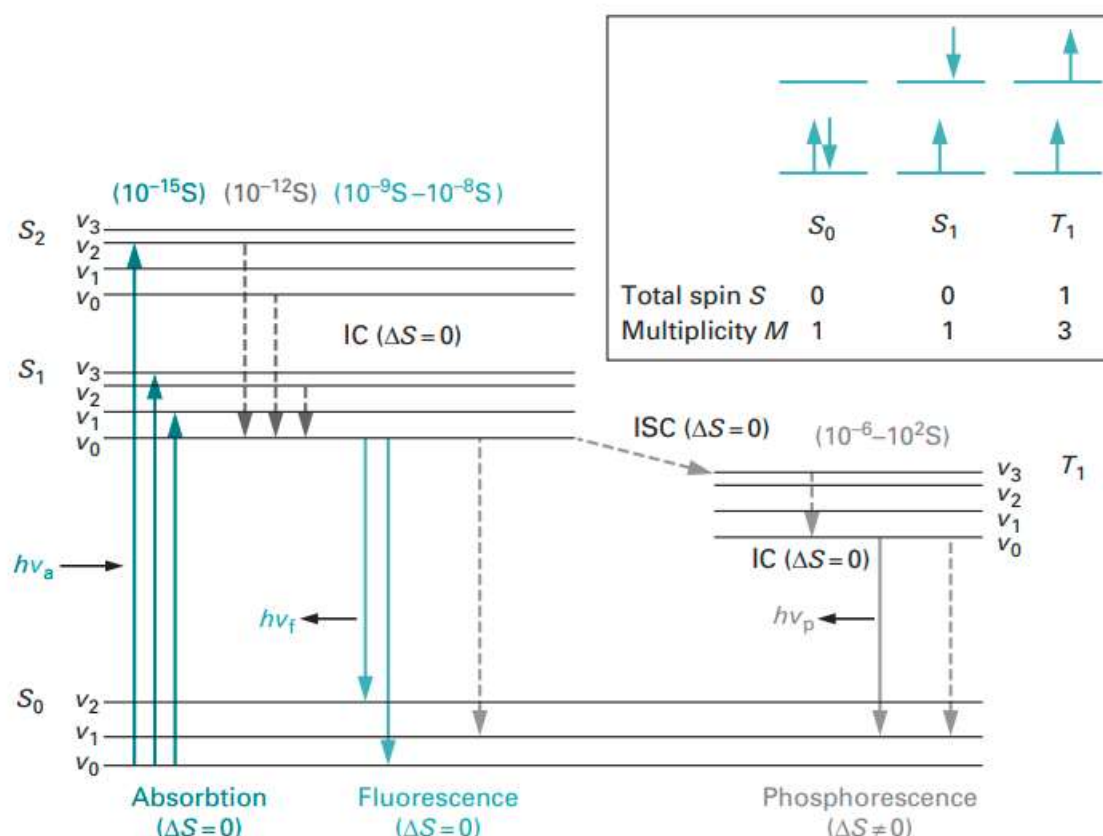 S₀ S₁ T₁
Total spin S 0 0 1
Multiplicity M 1 1 3
(10⁻¹⁵S) (10⁻¹²S) (10⁻⁹S–10⁻⁸S)
S₂
v₃
v₂
v₁
v₀
IC (ΔS = 0)
S₁
v₃
v₂
v₁
v₀
ISC (ΔS = 0)
(10⁻⁶–10²S)
v₃
T₁
v₂
v₁
v₀
IC (ΔS = 0)
hvₐ
hv_f
hv_p
S₀
v₂
v₁
v₀
Absorbtion Fluorescence Phosphorescence
(ΔS = 0) (ΔS = 0) (ΔS ≠ 0)